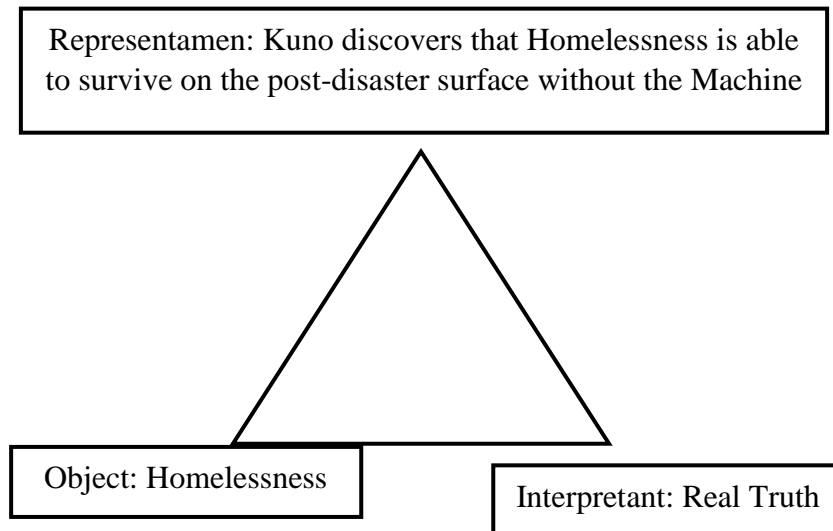 Representamen: Kuno discovers that Homelessness is able
to survive on the post-disaster surface without the Machine
Object: Homelessness
Interpretant: Real Truth